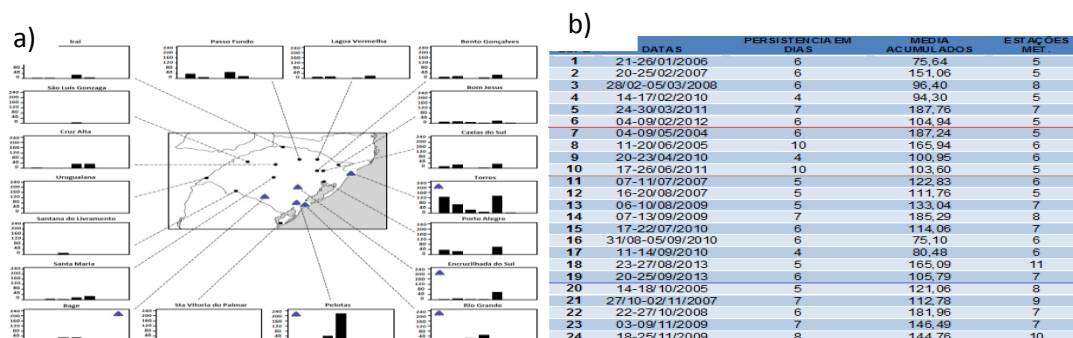 a)
Iraí
Passo Fundo
Lagoa Vermelha
Bento Gonçalves
São Luis Gonzaga
Bom Jesus
Cruz Alta
Caxias do Sul
Uruguaiana
Torres
Santana do Livramento
Porto Alegre
Santa Maria
Encruzilhada do Sul
Bage
Sta Vitoria do Palmar
Pelotas
Rio Grande
b)
DATAS PERSISTENCIA EM DIAS MEDIA ACUMULADOS ESTAÇÕES MET.
1 21-26/01/2006 6 75,64 5
2 20-25/02/2007 6 151,06 5
3 28/02-05/03/2008 6 96,40 8
4 14-17/02/2010 4 94,30 5
5 24-30/03/2011 7 187,76 7
6 04-09/02/2012 6 104,94 5
7 04-09/05/2004 6 187,24 5
8 11-20/06/2005 10 165,94 6
9 20-23/04/2010 4 100,95 6
10 17-26/06/2011 10 103,60 5
11 07-11/07/2007 5 122,83 6
12 16-20/08/2007 5 111,76 5
13 06-10/08/2009 5 133,04 7
14 07-13/09/2009 7 185,29 8
15 17-22/07/2010 6 114,06 7
16 31/08-05/09/2010 6 75,10 6
17 11-14/09/2010 4 80,48 6
18 23-27/08/2013 5 165,09 11
19 20-25/09/2013 6 105,79 7
20 14-18/10/2005 5 121,06 8
21 27/10-02/11/2007 7 112,78 9
22 22-27/10/2008 6 181,96 7
23 03-09/11/2009 7 146,49 7
24 18-25/11/2009 8 144,76 10